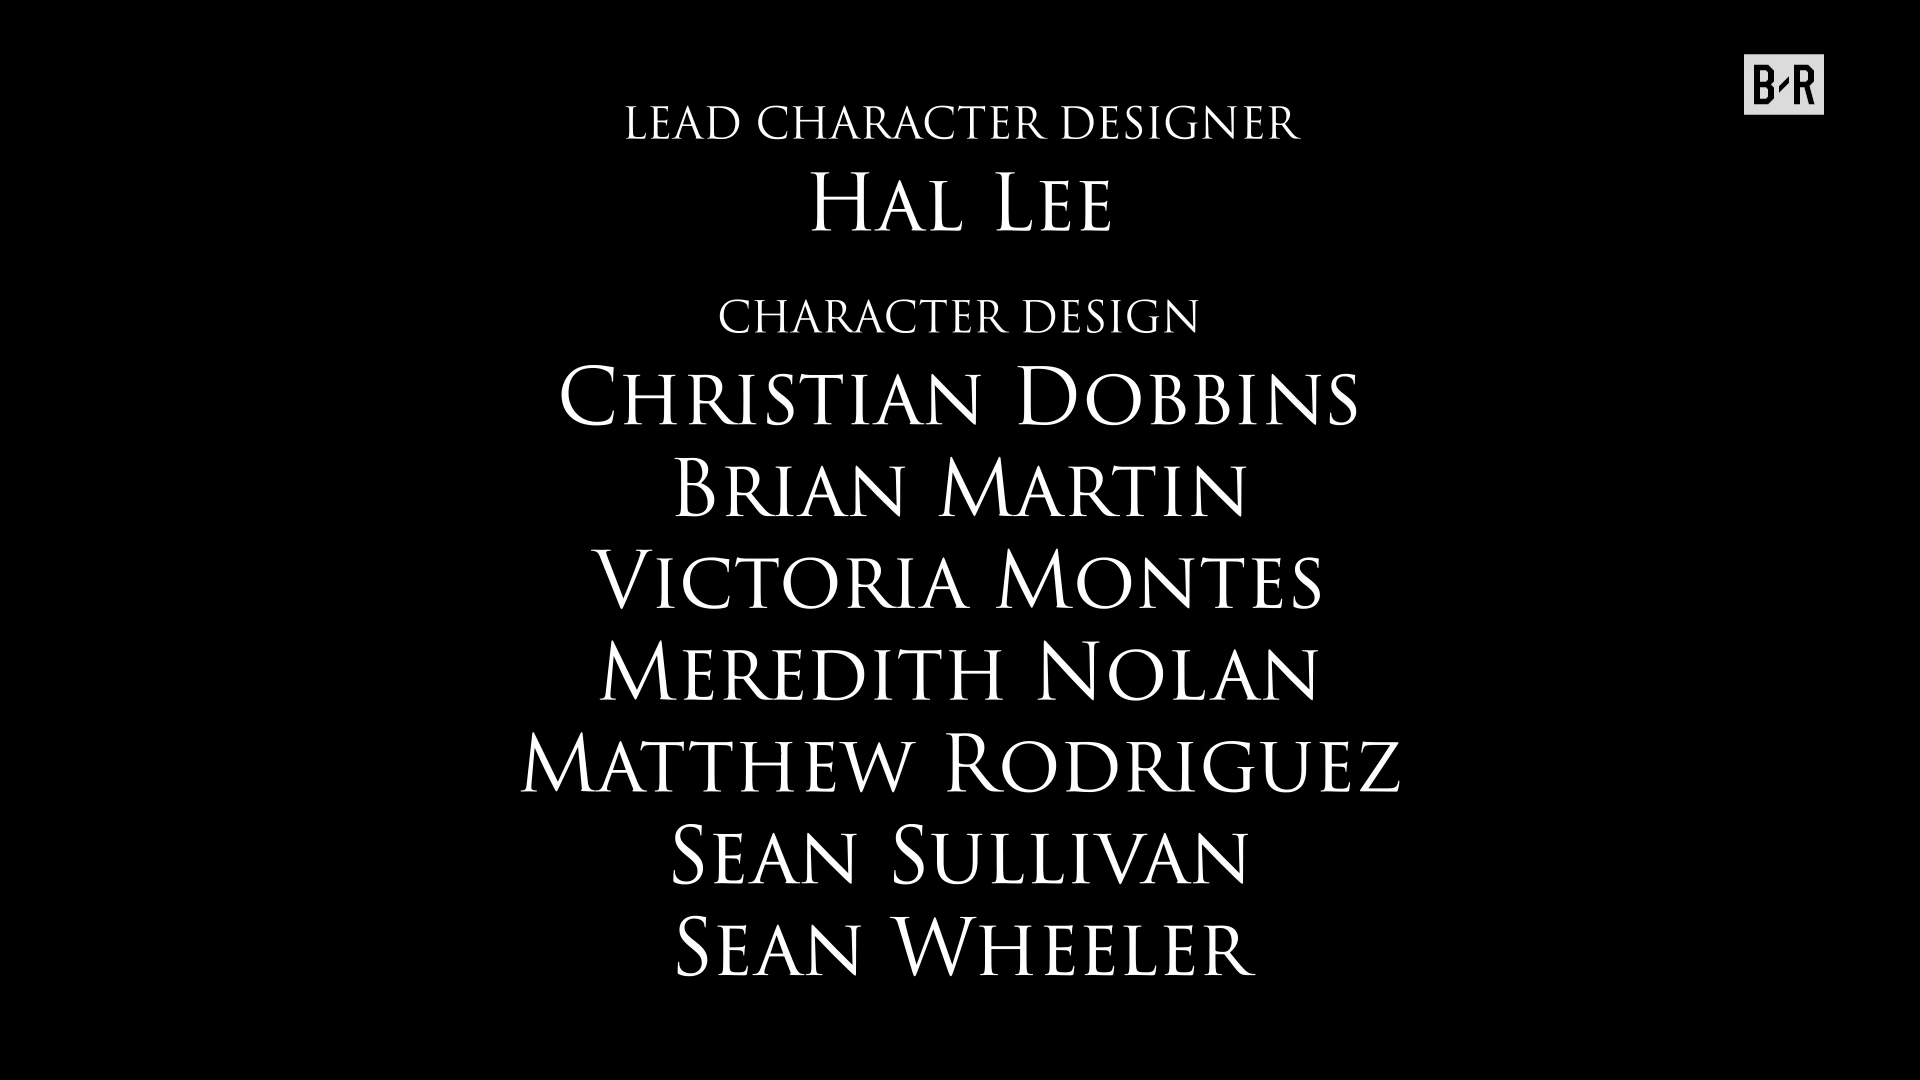 B/R
LEAD CHARACTER DESIGNER
HAL LEE
CHARACTER DESIGN
CHRISTIAN DOBBINS
BRIAN MARTIN
VICTORIA MONTES
MEREDITH NOLAN
MATTHEW RODRIGUEZ
SEAN SULLIVAN
SEAN WHEELER